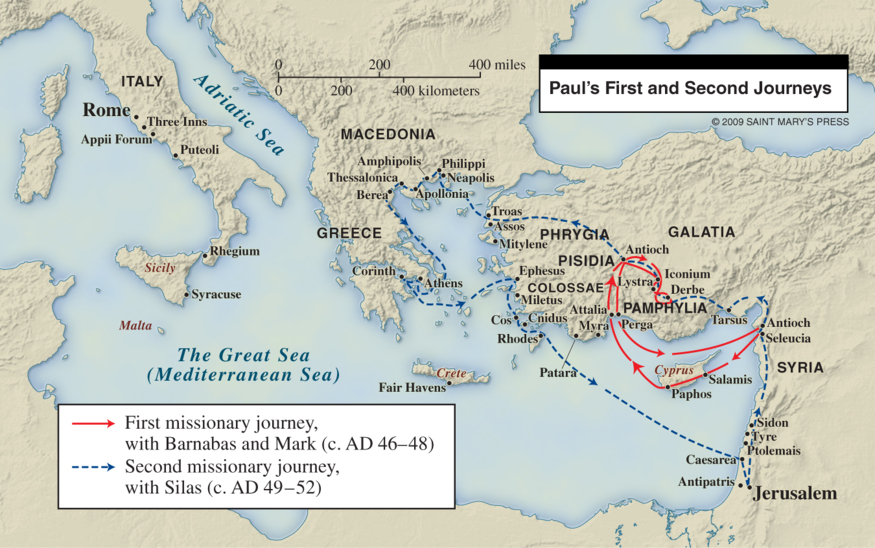 200
400 miles
0
0
200
400 kilometers
Paul's First and Second Journeys
© 2009 SAINT MARY'S PRESS
ITALY
Adriatic Sea
Rome
Three Inns
Appii Forum
Puteoli
MACEDONIA
Amphipolis
Philippi
Thessalonica
Neapolis
Berea
Apollonia
Troas
Assos
Mitylene
GREECE
PHRYGIA
GALATIA
PISIDIA
Antioch
Rhegium
Sicily
Syracuse
Corinth
Athens
Ephesus
COLOSSAE
Miletus
Lystra
Iconium
Derbe
Attalia
PAMPHYLIA
Cos
Cnidus
Myra
Perga
Tarsus
Antioch
Seleucia
Rhodes
Malta
The Great Sea
(Mediterranean Sea)
Crete
Fair Havens
Patara
Cyprus
Salamis
Paphos
SYRIA
First missionary journey,
with Barnabas and Mark (c. AD 46–48)
Second missionary journey,
with Silas (c. AD 49–52)
Sidon
Tyre
Ptolemais
Caesarea
Antipatris
Jerusalem